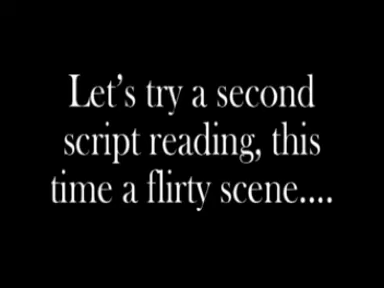 Let's try a second
script reading, this
time a flirty scene....